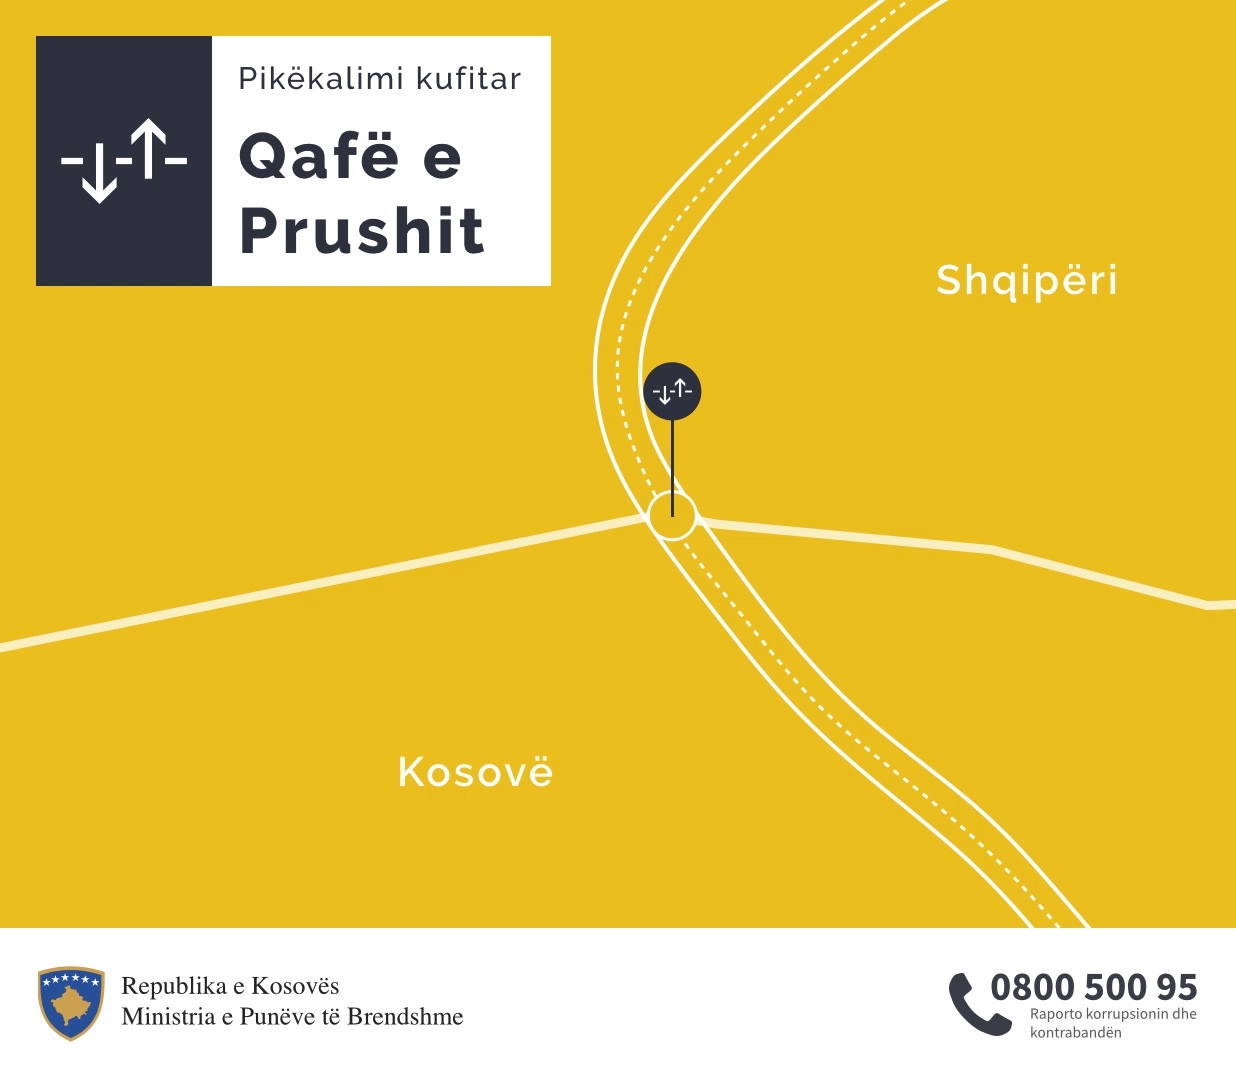 Pikëkalimi kufitar
Qafë e
Prushit
Shqipëri
Kosovë
Republika e Kosovës
Ministria e Punëve të Brendshme
0800 500 95
Raporto korrupsionin dhe
kontrabandën